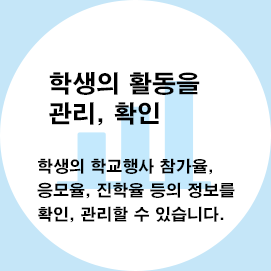 학생의 활동을
관리, 확인
학생의 학교행사 참가율,
응모율, 진학율 등의 정보를
확인, 관리할 수 있습니다.